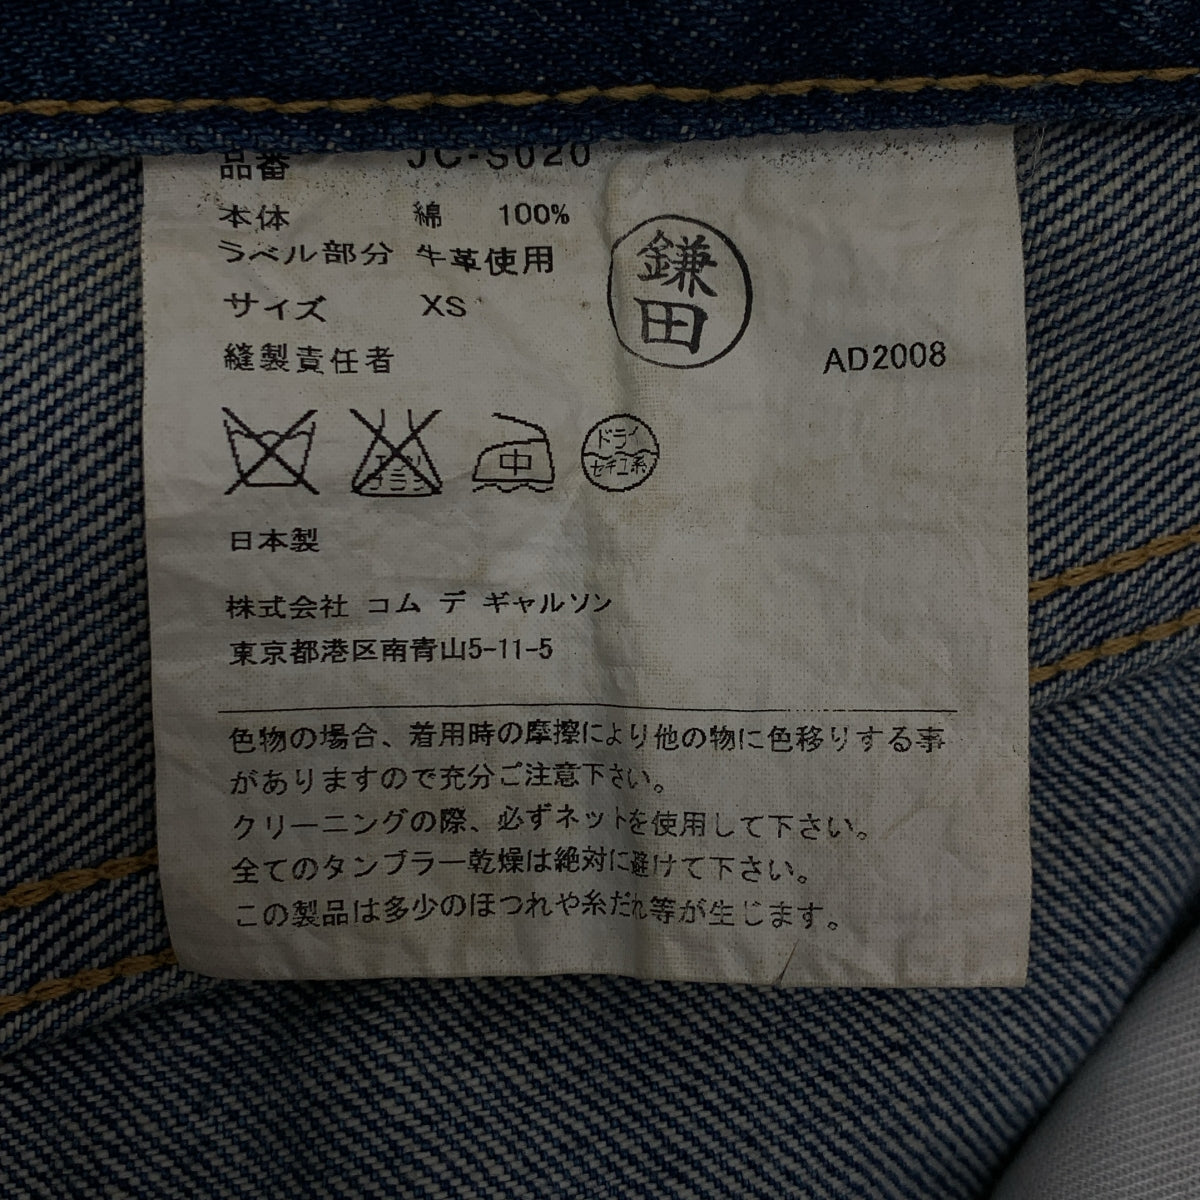 品番 JC-S020
本体 綿 100%
ラベル部分 牛革使用
サイズ XS
縫製責任者
鎌田
AD2008
エンソ
フラシ
中
ドライ
セキユ系
日本製
株式会社 コム デ ギャルソン
東京都港区南青山5-11-5
色物の場合、着用時の摩擦により他の物に色移りする事
がありますので充分ご注意下さい。
クリーニングの際、必ずネットを使用して下さい。
全てのタンブラー乾燥は絶対に避けて下さい。
この製品は多少のほつれや糸だれ等が生じます。